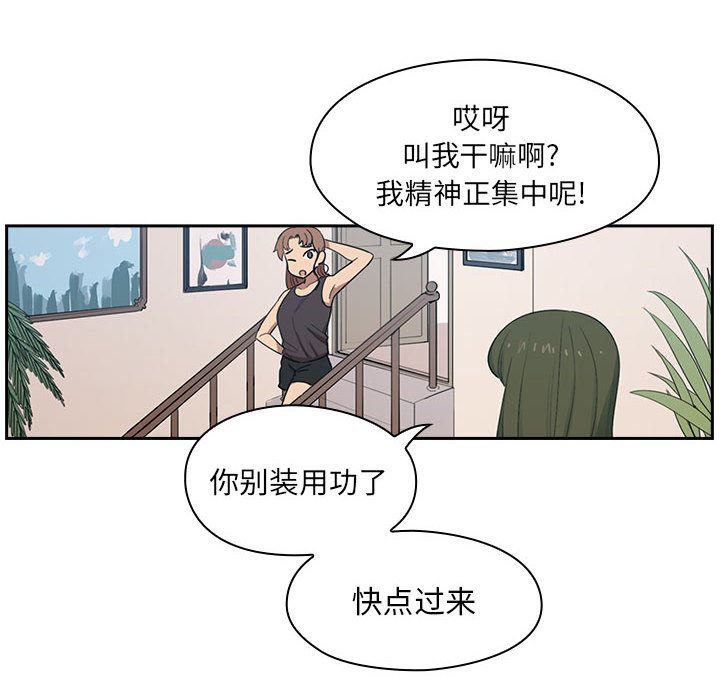 哎呀
叫我干嘛啊?
我精神正集中呢!
你别装用功了
快点过来